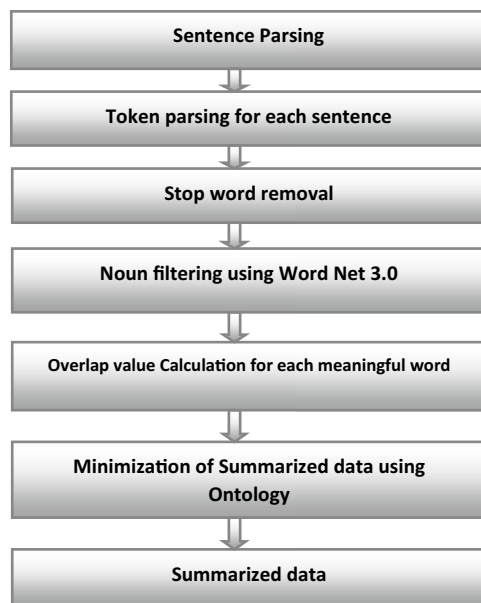 Sentence Parsing
Token parsing for each sentence
Stop word removal
Noun filtering using Word Net 3.0
Overlap value Calculation for each meaningful word
Minimization of Summarized data using
Ontology
Summarized data